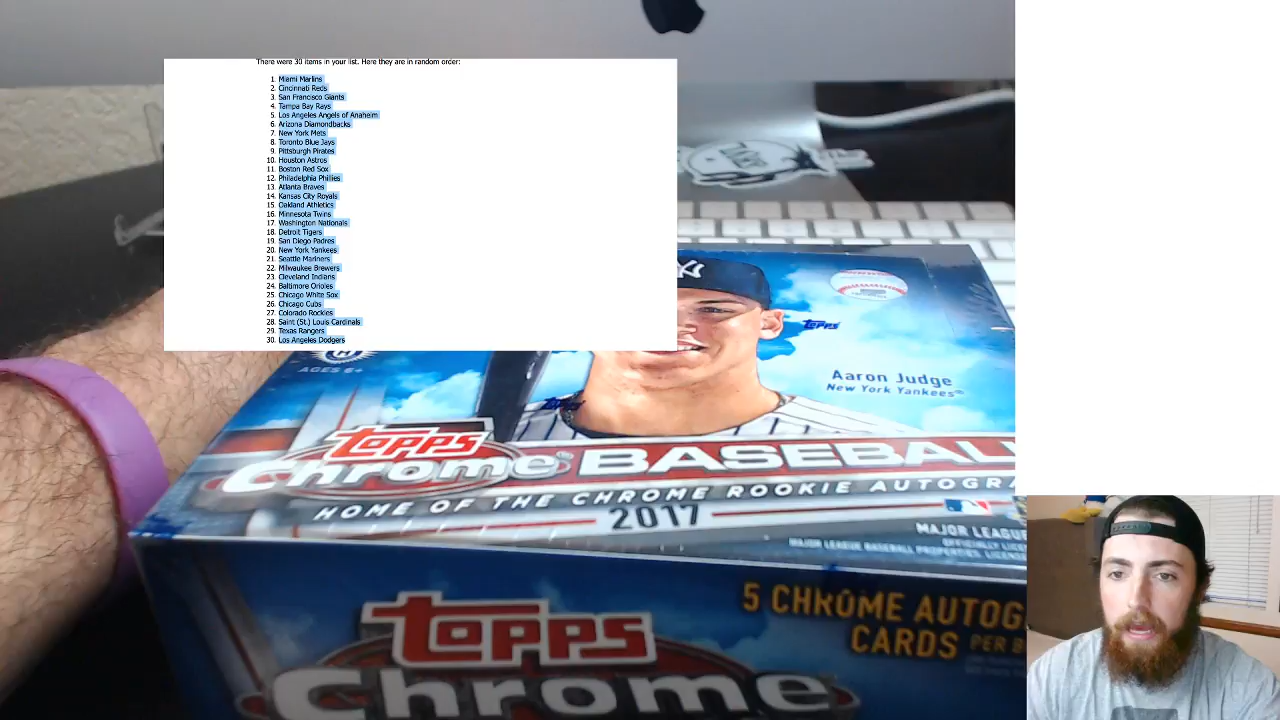 There were 30 items in your list. Here they are in random order:
1. Miami Marlins
2. Cincinnati Reds
3. San Francisco Giants
4. Tampa Bay Rays
5. Los Angeles Angels of Anaheim
6. Arizona Diamondbacks
7. New York Mets
8. Toronto Blue Jays
9. Pittsburgh Pirates
10. Houston Astros
11. Boston Red Sox
12. Philadelphia Phillies
13. Atlanta Braves
14. Kansas City Royals
15. Oakland Athletics
16. Minnesota Twins
17. Washington Nationals
18. Detroit Tigers
19. San Diego Padres
20. New York Yankees
21. Seattle Mariners
22. Milwaukee Brewers
23. Cleveland Indians
24. Baltimore Orioles
25. Chicago White Sox
26. Chicago Cubs
27. Colorado Rockies
28. Saint (St.) Louis Cardinals
29. Texas Rangers
30. Los Angeles Dodgers
NY
TOPPS
AGES 6+
Aaron Judge
New York Yankees
TOPPS
Chrome BASEBALL
HOME OF THE CHROME ROOKIE AUTOGRA
2017
MAJOR LEAGUE
5 CHROME AUTOG
CARDS PER B
TOPPS
Chrome